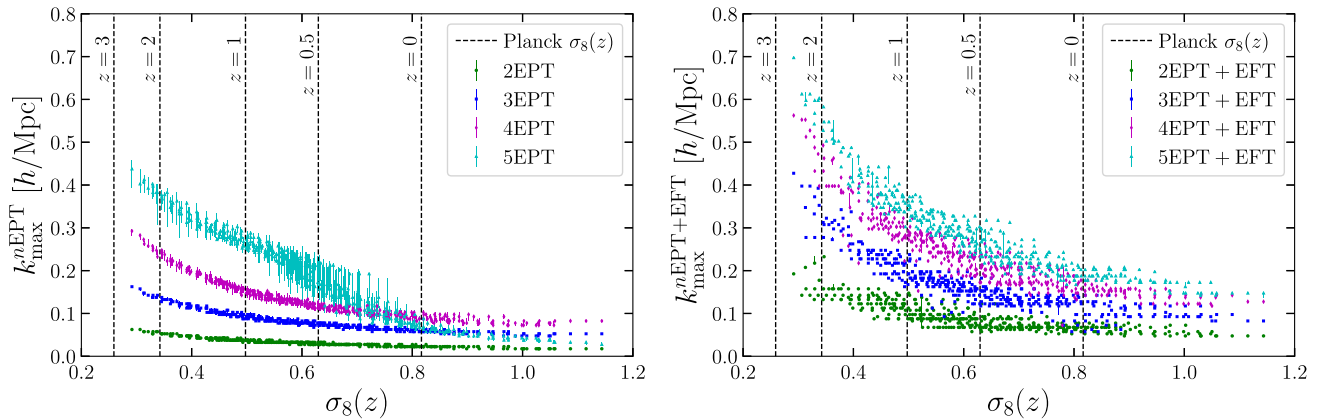 0.8
0.7
0.6
0.5
0.4
0.3
0.2
0.1
0.0
k_max^{nEPT} [h/Mpc]
z = 3
z = 2
z = 1
z = 0.5
z = 0
Planck σ₈(z)
2EPT
3EPT
4EPT
5EPT
0.2 0.4 0.6 0.8 1.0 1.2
σ₈(z)
0.8
0.7
0.6
0.5
0.4
0.3
0.2
0.1
0.0
k_max^{nEPT+EFT} [h/Mpc]
z = 3
z = 2
z = 1
z = 0.5
z = 0
Planck σ₈(z)
2EPT + EFT
3EPT + EFT
4EPT + EFT
5EPT + EFT
0.2 0.4 0.6 0.8 1.0 1.2
σ₈(z)